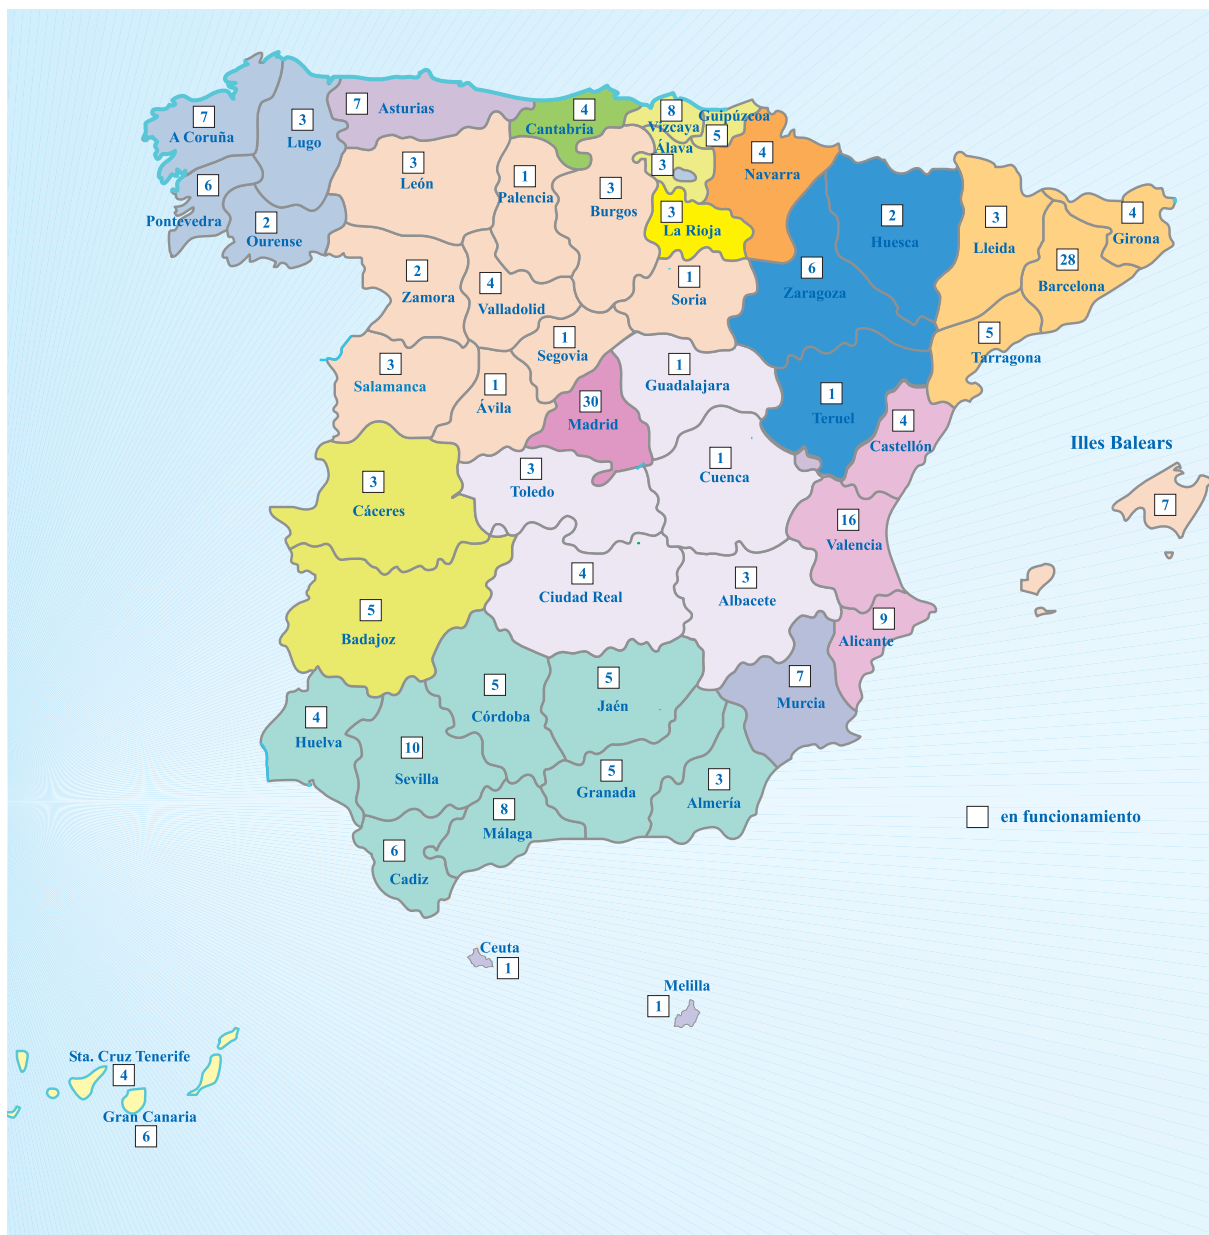 7
A Coruña
3
Lugo
7
Asturias
4
Cantabria
8
Vizcaya
Guipúzcoa
5
Álava
3
4
Navarra
6
Pontevedra
2
Ourense
3
León
1
Palencia
3
Burgos
3
La Rioja
2
Huesca
3
Lleida
4
Girona
28
Barcelona
2
Zamora
4
Valladolid
1
Soria
6
Zaragoza
5
Tarragona
3
Salamanca
1
Ávila
1
Segovia
30
Madrid
1
Guadalajara
1
Teruel
4
Castellón
Illes Balears
7
3
Cáceres
3
Toledo
1
Cuenca
16
Valencia
5
Badajoz
4
Ciudad Real
3
Albacete
9
Alicante
4
Huelva
10
Sevilla
5
Córdoba
5
Jaén
7
Murcia
5
Granada
3
Almería
8
Málaga
6
Cadiz
en funcionamiento
Ceuta
1
Melilla
1
Sta. Cruz Tenerife
4
Gran Canaria
6